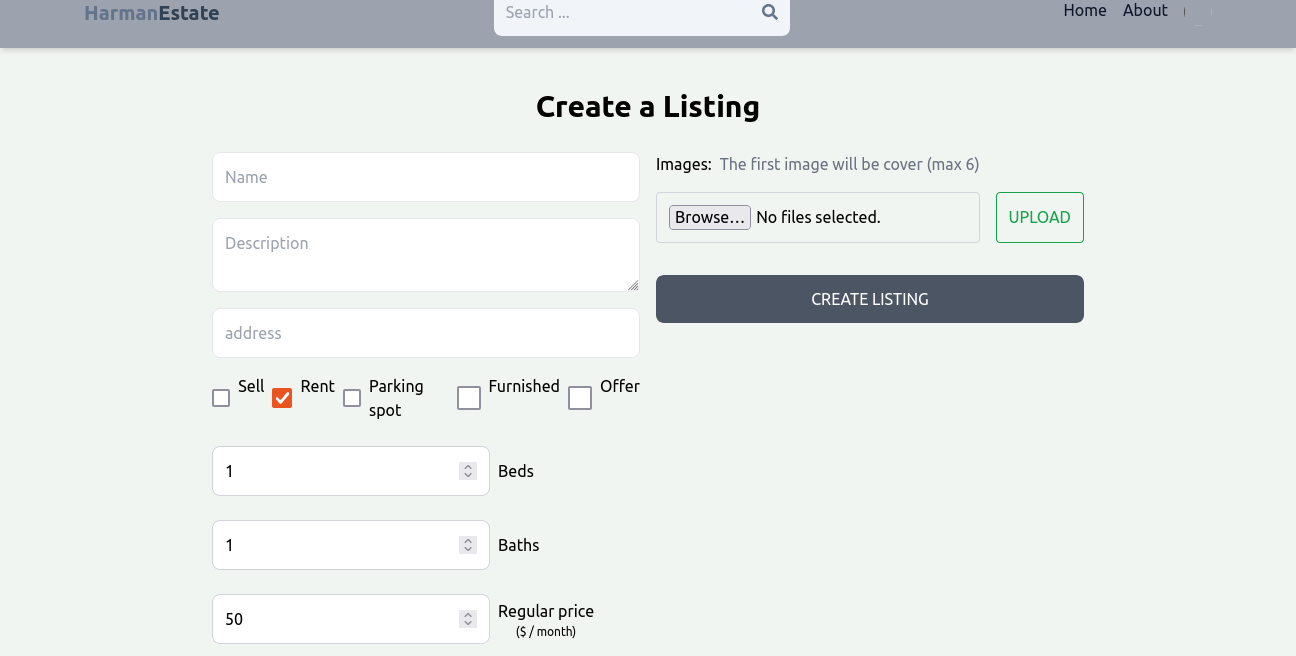 HarmanEstate
Search ...
Home About
Create a Listing
Name
Description
address
Sell Rent Parking spot Furnished Offer
1 Beds
1 Baths
50 Regular price
($ / month)
Images: The first image will be cover (max 6)
Browse... No files selected.
UPLOAD
CREATE LISTING